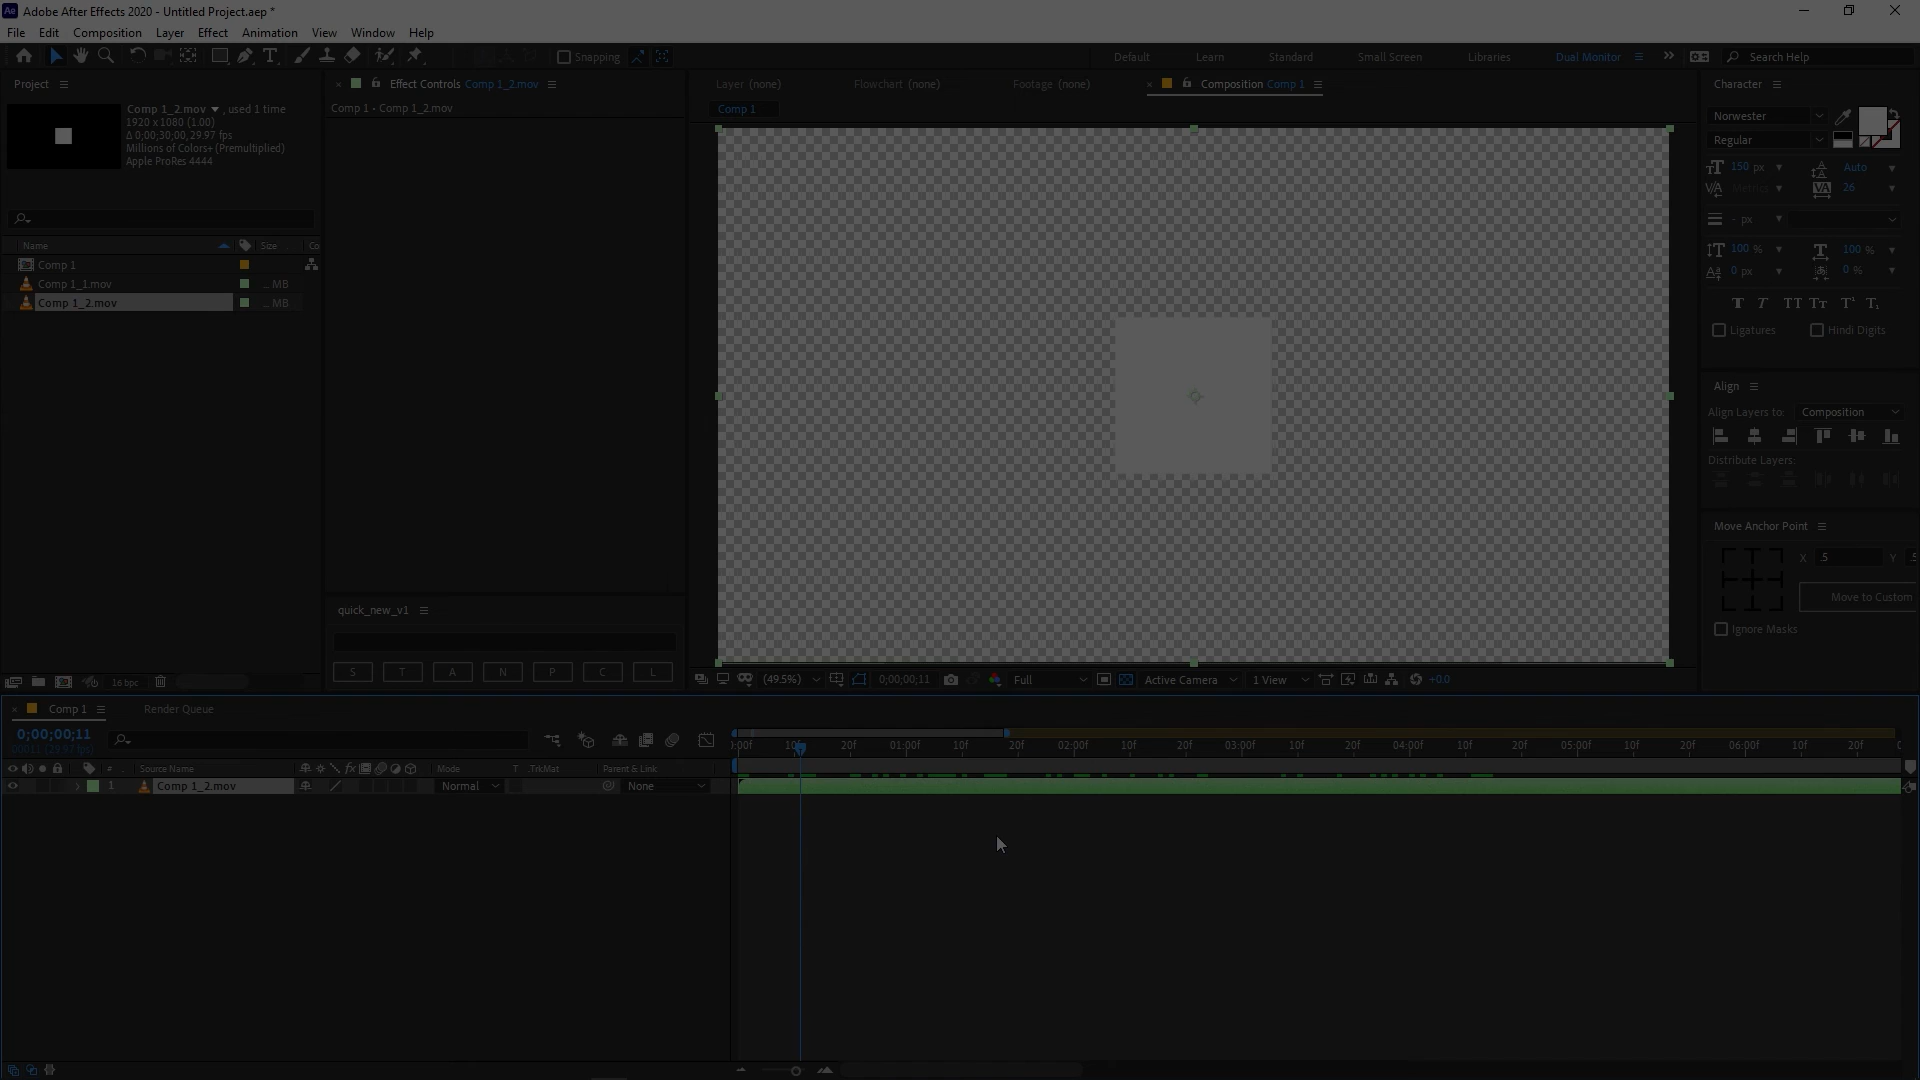 Adobe After Effects 2020 - Untitled Project.aep *
File Edit Composition Layer Effect Animation View Window Help
Snapping
Default Learn Standard Small Screen Libraries Dual Monitor Search Help
Project
Comp 1_2.mov , used 1 time
1920 x 1080 (1.00)
Δ 0;00;30;00, 29.97 fps
Millions of Colors+ (Premultiplied)
Apple ProRes 4444
Name Size Co
Comp 1
Comp 1_1.mov ... MB
Comp 1_2.mov ... MB
16 bpc
Effect Controls Comp 1_2.mov
Comp 1 - Comp 1_2.mov
quick_new_v1
S T A N P C L
Layer (none) Flowchart (none) Footage (none) Composition Comp 1
Comp 1
(49.5%) 0;00;00;11 Full Active Camera 1 View +0.0
Character
Norwester
Regular
150 px Auto
Metrics 26
- px
100 % 100 %
0 px 0 %
Ligatures Hindi Digits
Align
Align Layers to: Composition
Distribute Layers:
Move Anchor Point
X .5 Y
Move to Custom
Ignore Masks
Comp 1 Render Queue
0;00;00;11
00011 (29.97 fps)
:00f 10f 20f 01:00f 10f 20f 02:00f 10f 20f 03:00f 10f 20f 04:00f 10f 20f 05:00f 10f 20f 06:00f 10f 20f
# Source Name Mode T .TrkMat Parent & Link
1 Comp 1_2.mov Normal None